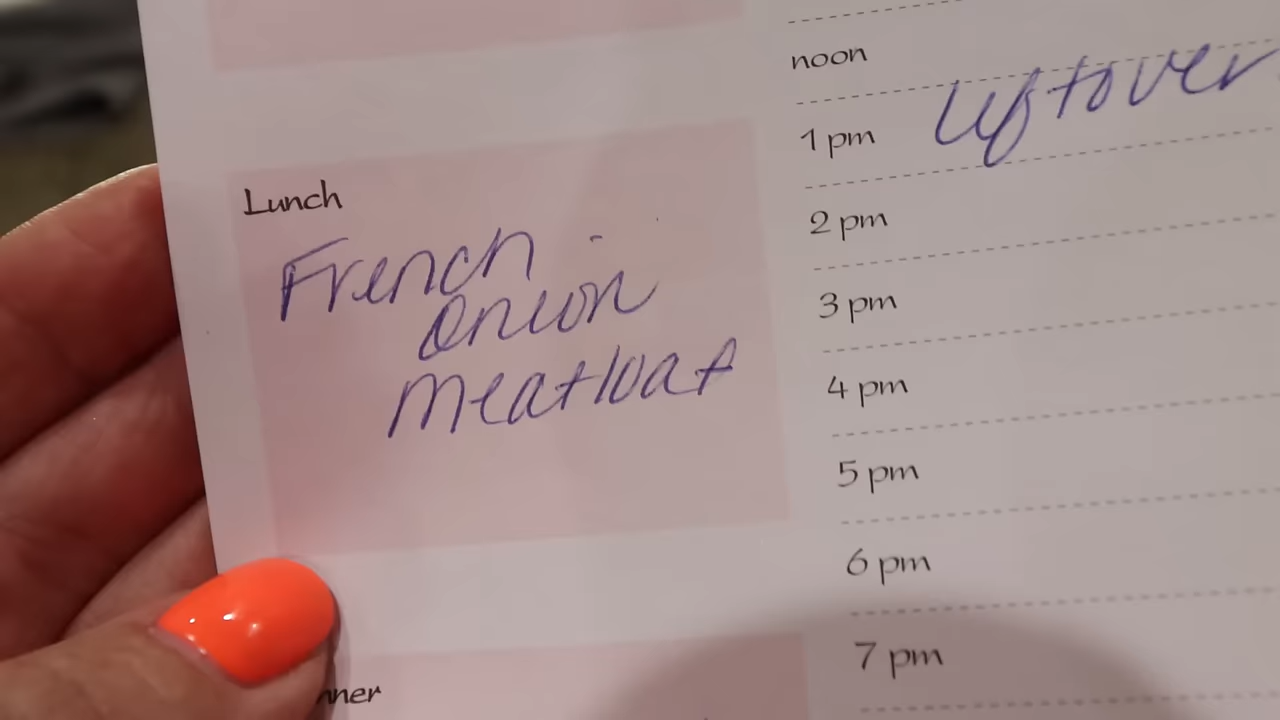 noon
1 pm leftover
Lunch
French
onion
meatloaf
2 pm
3 pm
4 pm
5 pm
6 pm
7 pm
nner